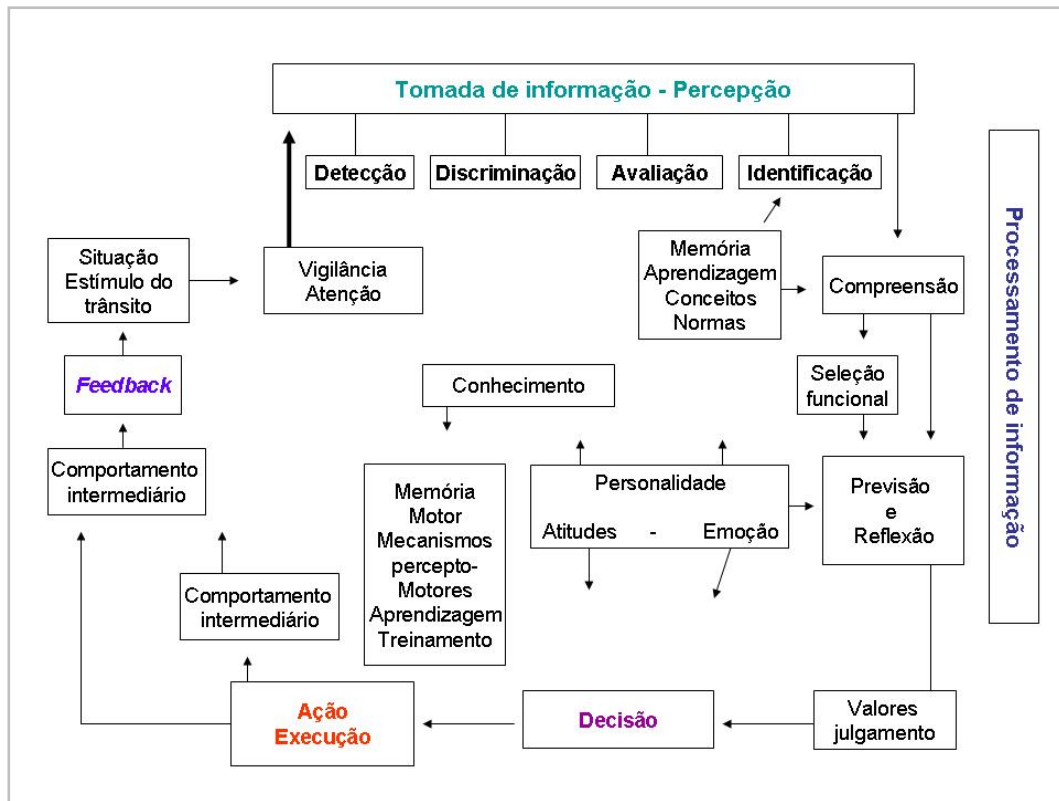 Tomada de informação - Percepção
Detecção
Discriminação
Avaliação
Identificação
Situação
Estímulo do
trânsito
Vigilância
Atenção
Memória
Aprendizagem
Conceitos
Normas
Compreensão
Processamento de informação
Feedback
Conhecimento
Seleção
funcional
Comportamento
intermediário
Memória
Motor
Mecanismos
percepto-
Motores
Aprendizagem
Treinamento
Personalidade
Atitudes - Emoção
Previsão
e
Reflexão
Comportamento
intermediário
Ação
Execução
Decisão
Valores
julgamento